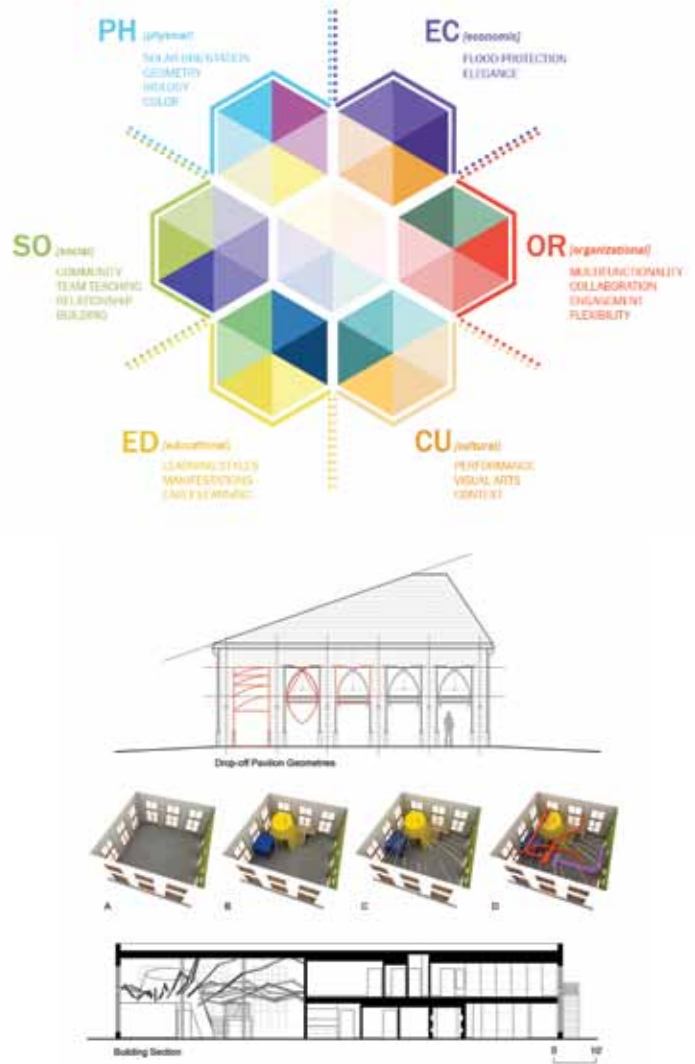 PH (physical)
SOLAR ORIENTATION
GEOMETRY
BIOLOGY
COLOR
EC (economic)
FLOOD PROTECTION
ELEGANCE
SO (social)
COMMUNITY
TEAM TEACHING
RELATIONSHIP
BUILDING
OR (organizational)
MULTIFUNCTIONALITY
COLLABORATION
ENGAGEMENT
FLEXIBILITY
ED (educational)
LEARNING STYLES
MANIFESTATIONS
EARLY LEARNING
CU (cultural)
PERFORMANCE
VISUAL ARTS
CONTEXT
Drop-off Pavilion Geometries
A B C D
Building Section
0 10'